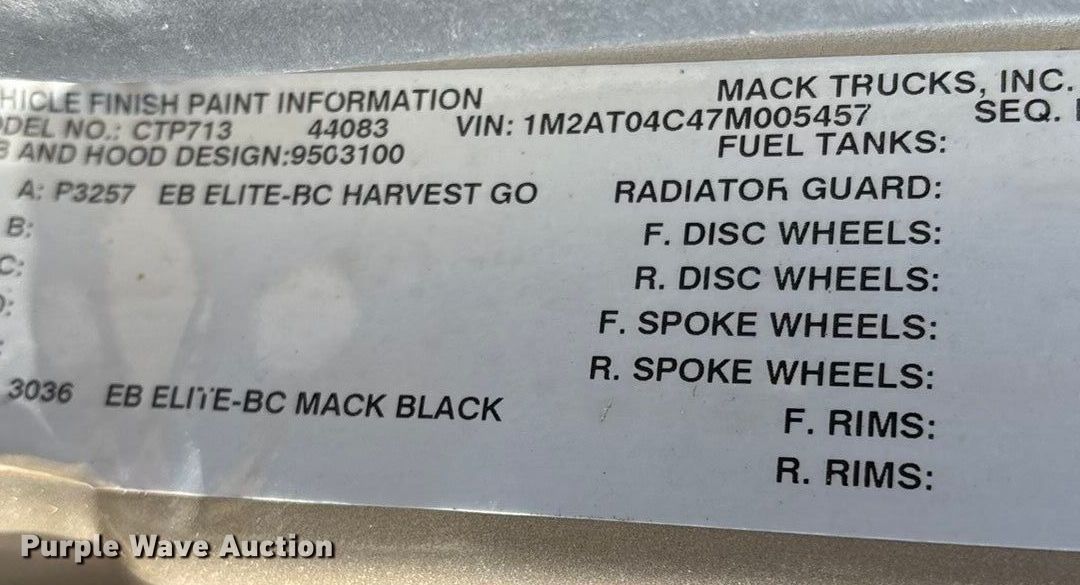 HICLE FINISH PAINT INFORMATION MACK TRUCKS, INC.
DEL NO.: CTP713 44083 VIN: 1M2AT04C47M005457 SEQ.
AND HOOD DESIGN:9503100 FUEL TANKS:
A: P3257 EB ELITE-BC HARVEST GO RADIATOR GUARD:
B: F. DISC WHEELS:
C: R. DISC WHEELS:
F. SPOKE WHEELS:
R. SPOKE WHEELS:
3036 EB ELITE-BC MACK BLACK F. RIMS:
R. RIMS:
Purple Wave Auction